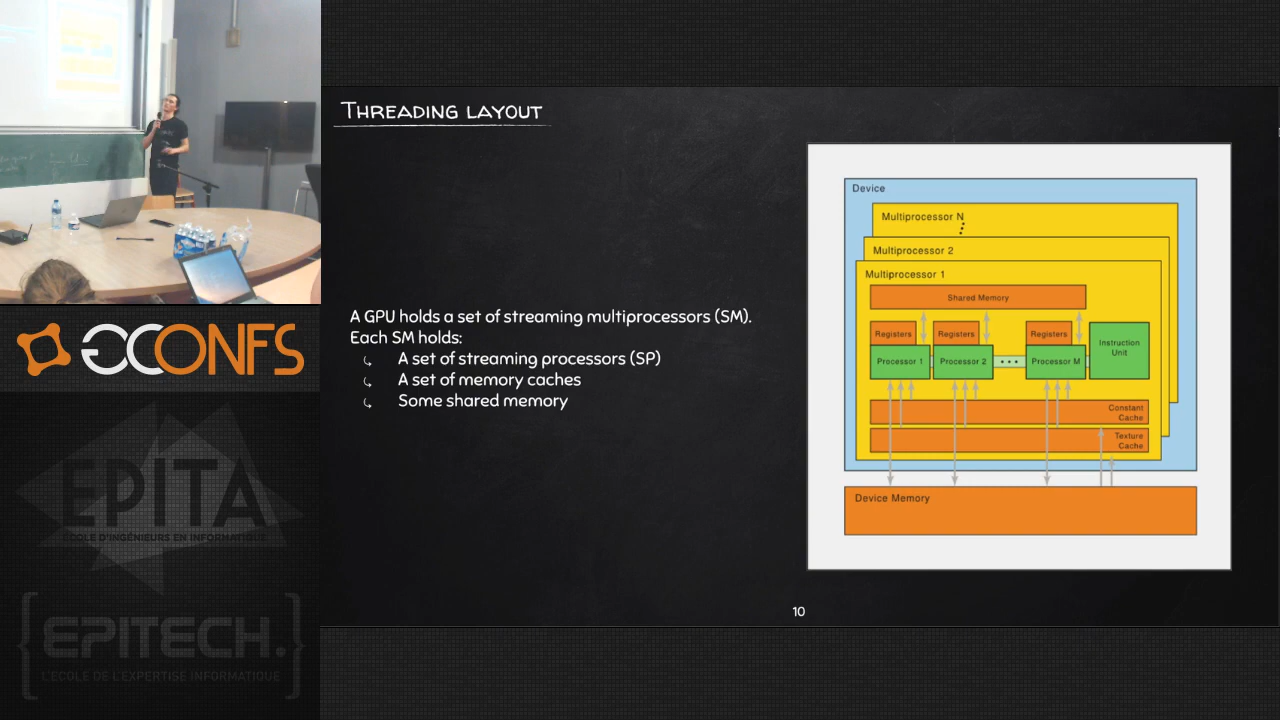 THREADING LAYOUT
A GPU holds a set of streaming multiprocessors (SM).
Each SM holds:
A set of streaming processors (SP)
A set of memory caches
Some shared memory
Device
Multiprocessor N
Multiprocessor 2
Multiprocessor 1
Shared Memory
Registers
Registers
Registers
Processor 1
Processor 2
Processor M
Instruction
Unit
Constant
Cache
Texture
Cache
Device Memory
10
GCONFS
EPITA
ÉCOLE D'INGÉNIEURS EN INFORMATIQUE
{EPITECH.}
L'ÉCOLE DE L'EXPERTISE INFORMATIQUE